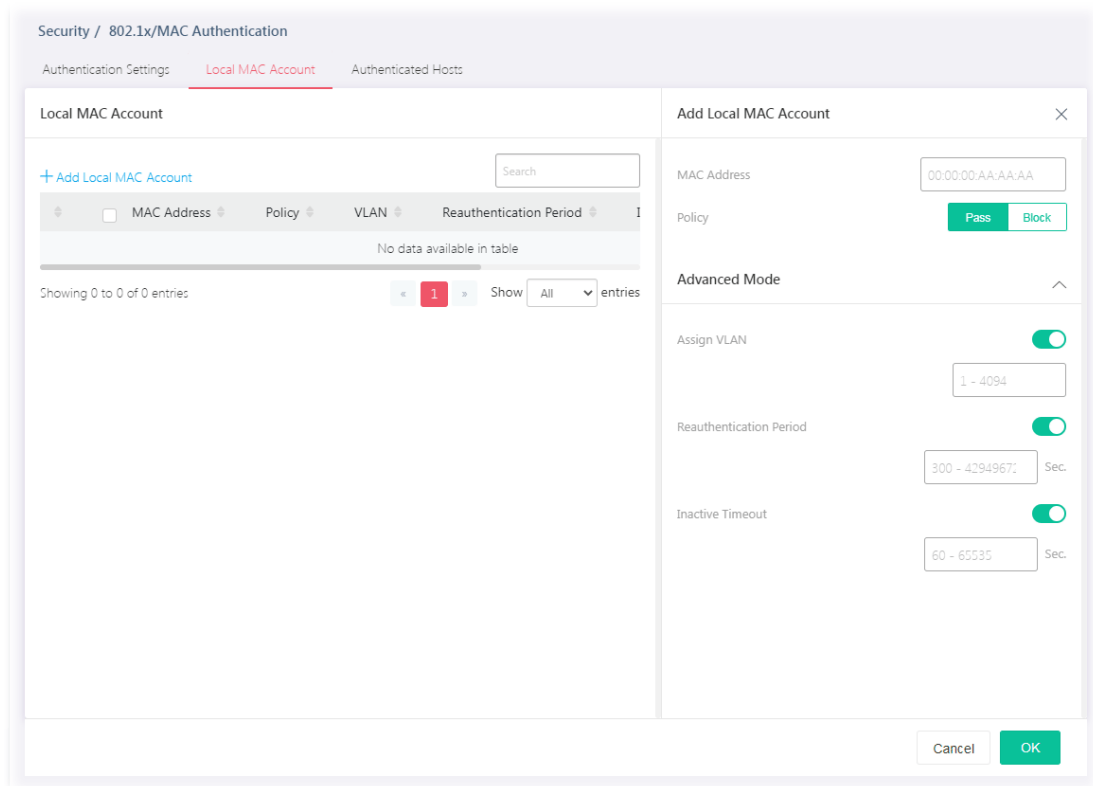 Security / 802.1x/MAC Authentication
Authentication Settings Local MAC Account Authenticated Hosts
Local MAC Account
+ Add Local MAC Account
Search
MAC Address Policy VLAN Reauthentication Period
No data available in table
Showing 0 to 0 of 0 entries
« 1 » Show All entries
Add Local MAC Account
MAC Address 00:00:00:AA:AA:AA
Policy Pass Block
Advanced Mode
Assign VLAN
1 - 4094
Reauthentication Period
300 - 4294967 Sec.
Inactive Timeout
60 - 65535 Sec.
Cancel OK